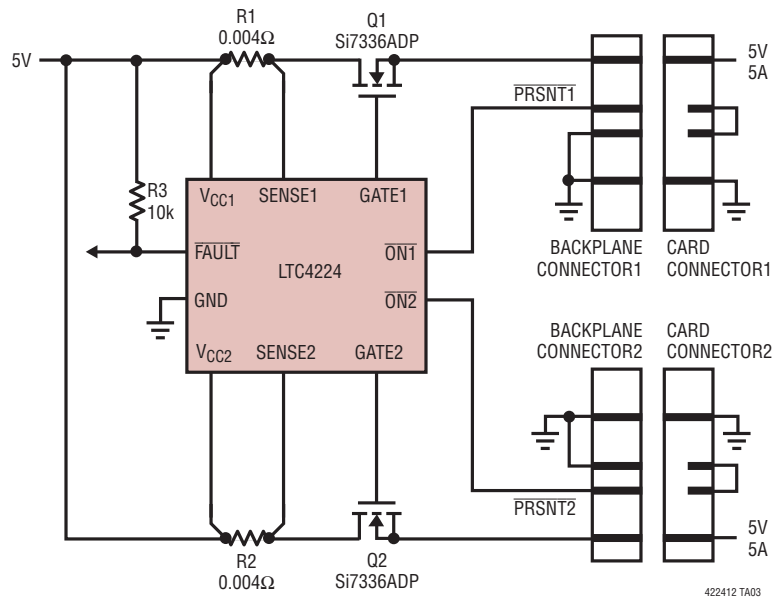 R1
0.004Ω
Q1
Si7336ADP
5V
5V
5A
PRSNT1
R3
10k
VCC1
SENSE1
GATE1
FAULT
ON1
LTC4224
GND
ON2
VCC2
SENSE2
GATE2
BACKPLANE
CONNECTOR1
CARD
CONNECTOR1
BACKPLANE
CONNECTOR2
CARD
CONNECTOR2
PRSNT2
5V
5A
R2
0.004Ω
Q2
Si7336ADP
422412 TA03